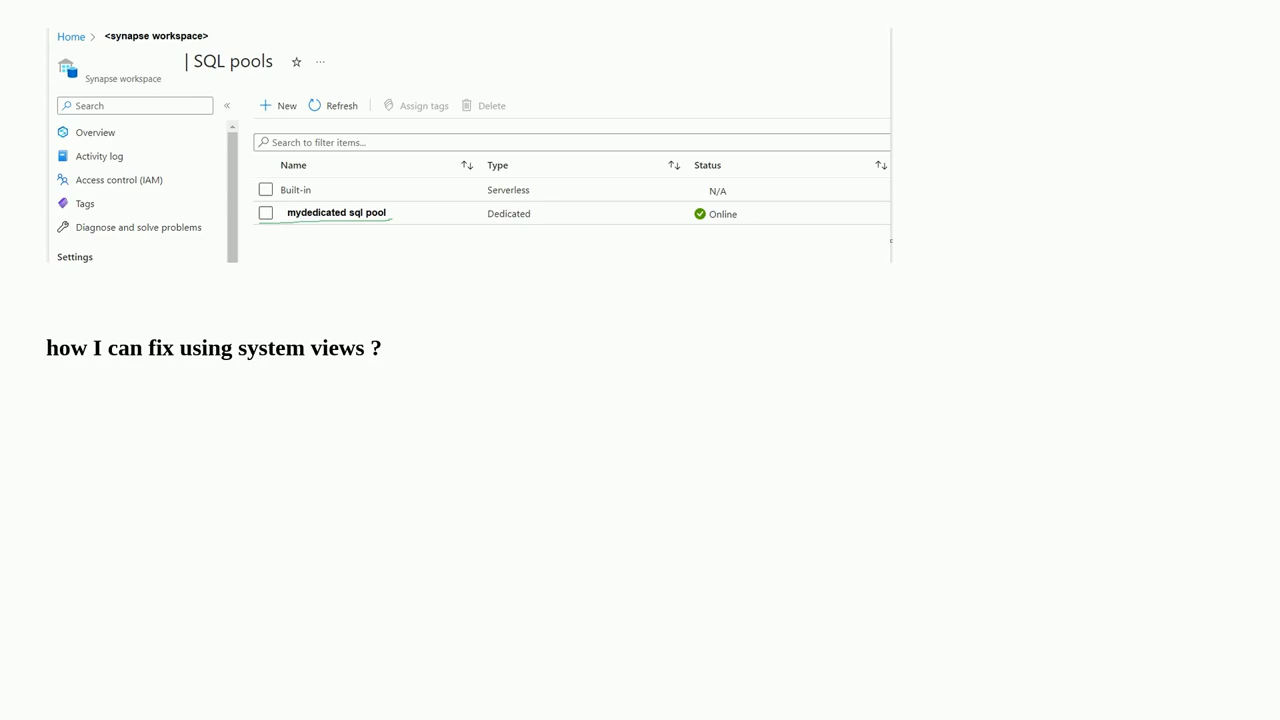 Home > <synapse workspace>
| SQL pools ☆ ...
Synapse workspace
Search «
+ New Refresh | Assign tags Delete
Overview
Activity log
Access control (IAM)
Tags
Diagnose and solve problems
Settings
Search to filter items...
Name ↑↓ Type ↑↓ Status ↑↓
Built-in Serverless N/A
mydedicated sql pool Dedicated Online
how I can fix using system views ?